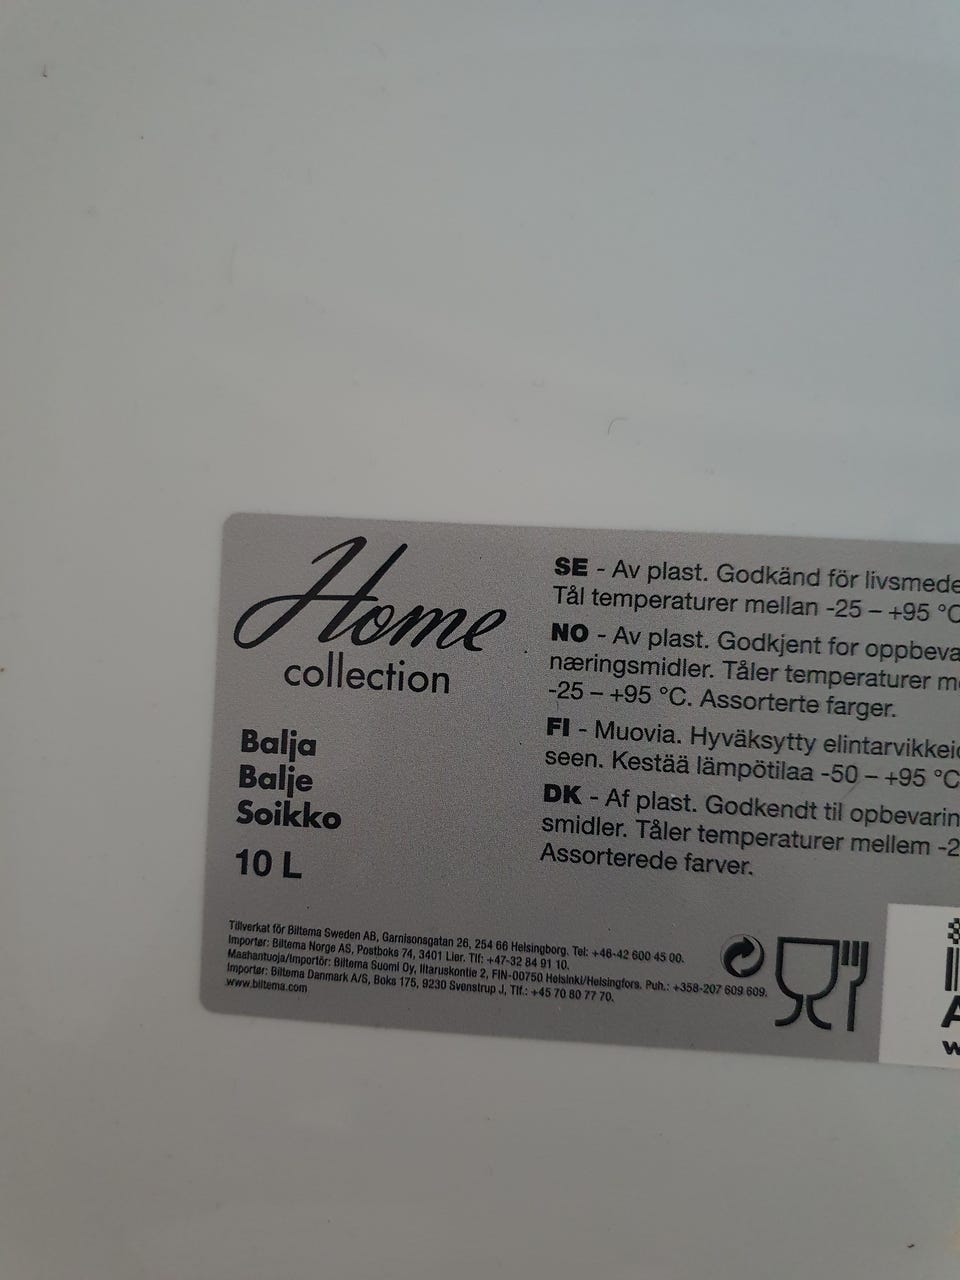 Home
collection
Balja
Balje
Soikko
10 L
SE - Av plast. Godkänd för livsmede
Tål temperaturer mellan -25 – +95 °C
NO - Av plast. Godkjent for oppbeva
næringsmidler. Tåler temperaturer m
-25 – +95 °C. Assorterte farger.
FI - Muovia. Hyväksytty elintarvikkeid
seen. Kestää lämpötilaa -50 – +95 °C
DK - Af plast. Godkendt til opbevarin
smidler. Tåler temperaturer mellem -2
Assorterede farver.
Tillverkat för Biltema Sweden AB, Garnisonsgatan 26, 254 66 Helsingborg. Tel: +46-42 600 45 00.
Importør: Biltema Norge AS, Postboks 74, 3401 Lier. Tlf: +47-32 84 91 10.
Maahantuoja/Importör: Biltema Suomi Oy, Iltaruskontie 2, FIN-00750 Helsinki/Helsingfors. Puh.: +358-207 609 609.
Importør: Biltema Danmark A/S, Boks 175, 9230 Svenstrup J, Tlf.: +45 70 80 77 70.
www.biltema.com
A
w